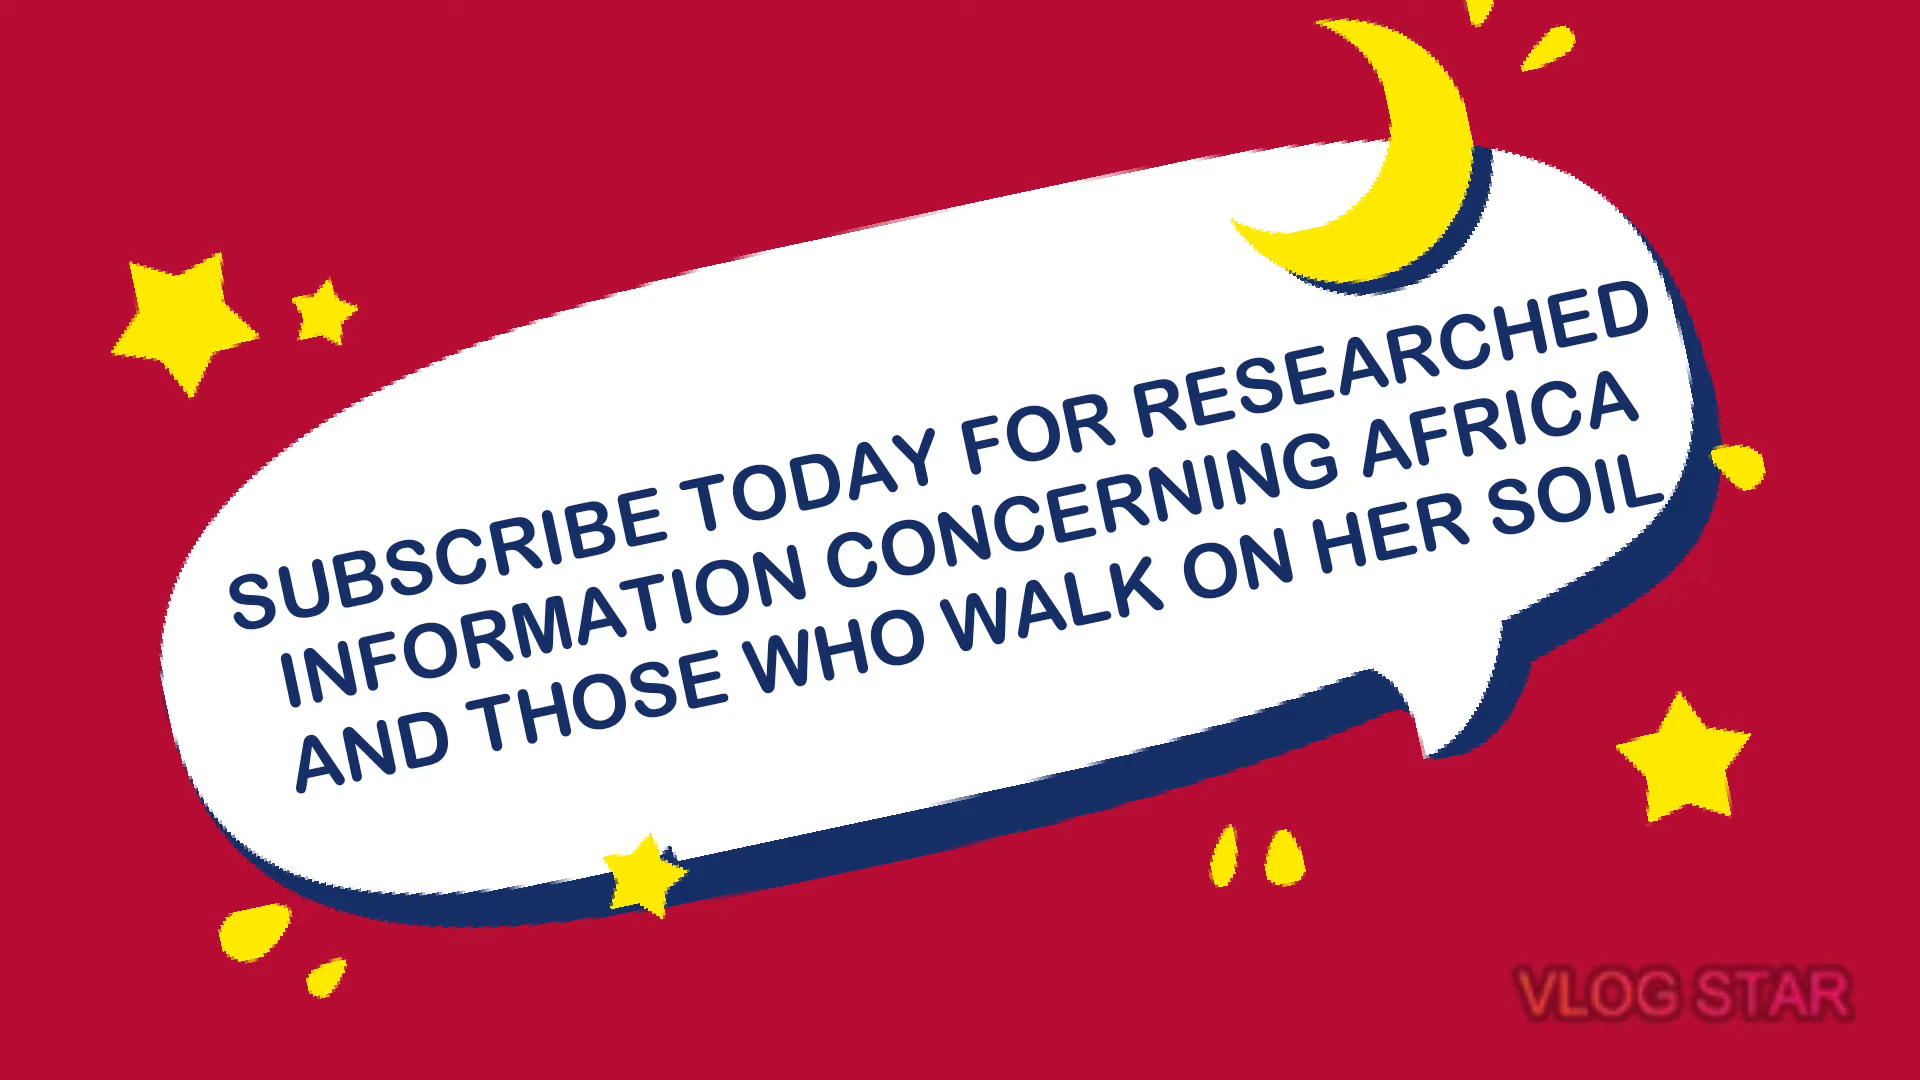 SUBSCRIBE TODAY FOR RESEARCHED
INFORMATION CONCERNING AFRICA
AND THOSE WHO WALK ON HER SOIL
VLOG STAR